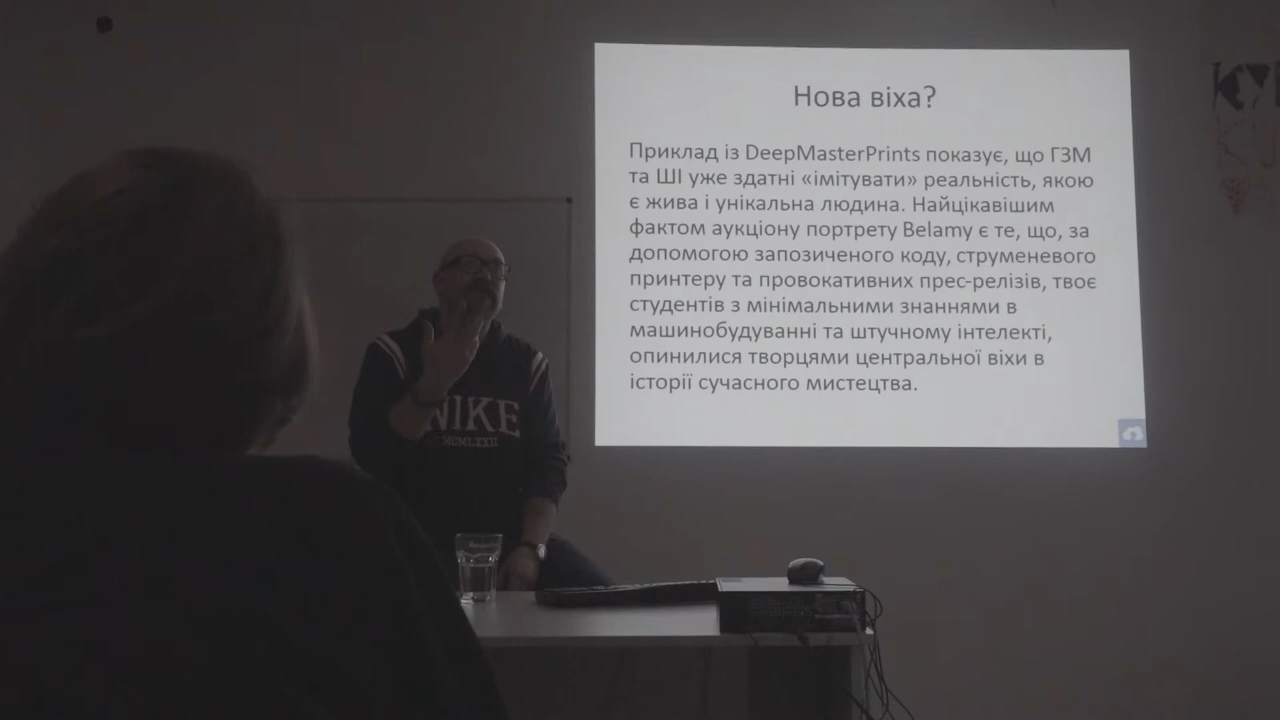 Нова віха?
Приклад із DeepMasterPrints показує, що ГЗМ
та ШІ уже здатні «імітувати» реальність, якою
є жива і унікальна людина. Найцікавішим
фактом аукціону портрету Belamy є те, що, за
допомогою запозиченого коду, струменевого
принтеру та провокативних прес-релізів, твоє
студентів з мінімальними знаннями в
машинобудуванні та штучному інтелекті,
опинилися творцями центральної віхи в
історії сучасного мистецтва.
NIKE